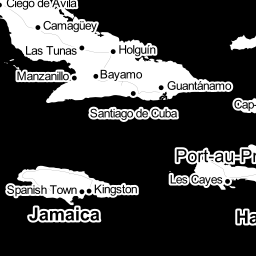 Ciego de Ávila
Camagüey
Las Tunas
Holguín
Manzanillo
Bayamo
Guantánamo
Santiago de Cuba
Cap-
Port-au-Pr
Les Cayes
Spanish Town
Kingston
Jamaica
Ha